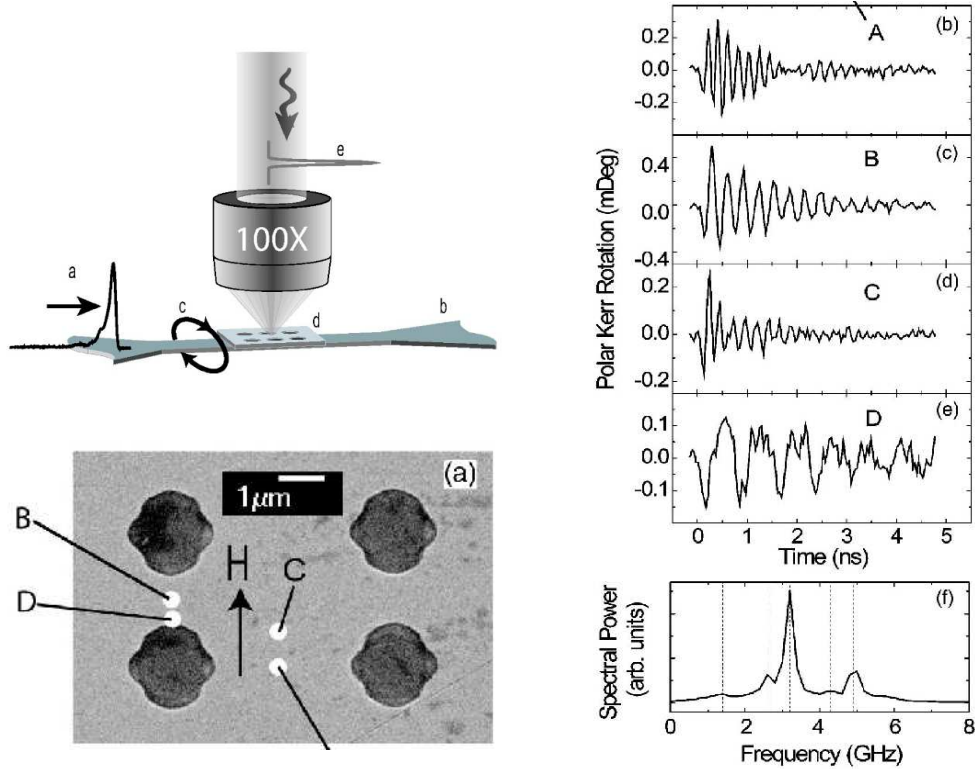 e
100X
a
c
d
b
(a)
1μm
B
H
C
D
A
(b)
0.2
0.0
-0.2
B
(c)
0.4
0.0
-0.4
C
(d)
0.2
0.0
-0.2
D
(e)
0.1
0.0
-0.1
Polar Kerr Rotation (mDeg)
0 1 2 3 4 5
Time (ns)
(f)
Spectral Power
(arb. units)
0 2 4 6 8
Frequency (GHz)